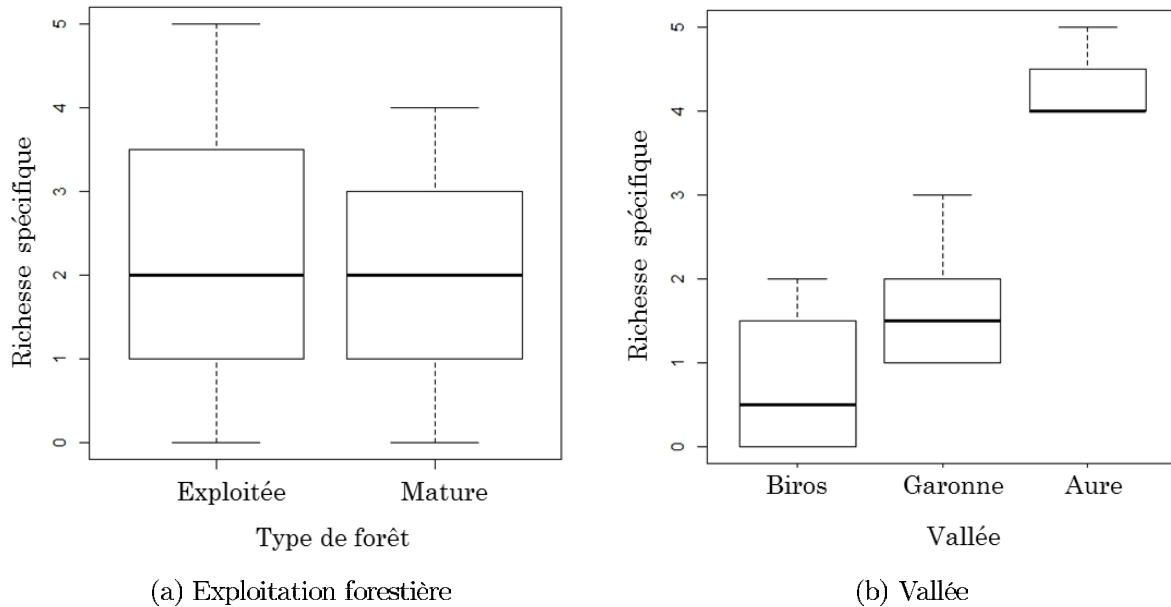 Richesse spécifique
5
4
3
2
1
0
Exploitée Mature
Type de forêt
(a) Exploitation forestière
Richesse spécifique
5
4
3
2
1
0
Biros Garonne Aure
Vallée
(b) Vallée